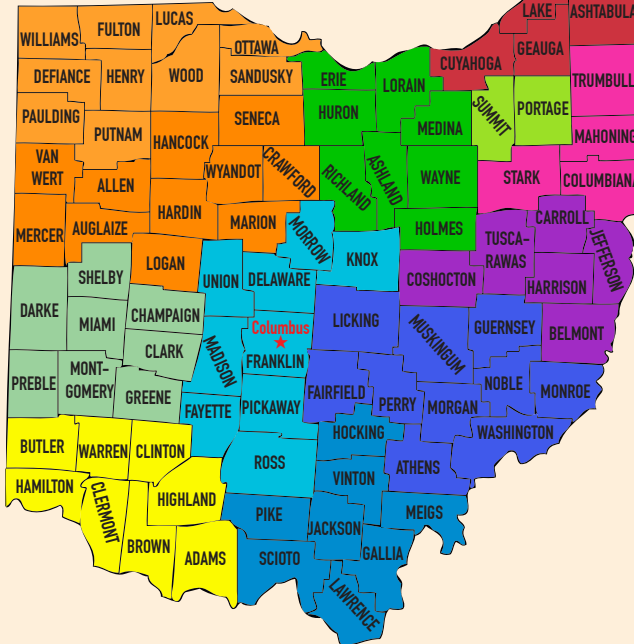 LAKE
ASHTABULA
WILLIAMS
FULTON
LUCAS
OTTAWA
CUYAHOGA
GEAUGA
DEFIANCE
HENRY
WOOD
SANDUSKY
ERIE
LORAIN
TRUMBULL
PAULDING
PUTNAM
SENECA
HURON
MEDINA
SUMMIT
PORTAGE
MAHONING
HANCOCK
VAN
WERT
ALLEN
WYANDOT
CRAWFORD
RICHLAND
ASHLAND
WAYNE
STARK
COLUMBIANA
MERCER
AUGLAIZE
HARDIN
MARION
MORROW
HOLMES
CARROLL
TUSCA-
RAWAS
JEFFERSON
LOGAN
UNION
DELAWARE
KNOX
COSHOCTON
HARRISON
SHELBY
DARKE
CHAMPAIGN
MIAMI
Columbus
LICKING
MUSKINGUM
GUERNSEY
BELMONT
CLARK
MADISON
FRANKLIN
PREBLE
MONT-
GOMERY
GREENE
FAYETTE
PICKAWAY
FAIRFIELD
PERRY
MORGAN
NOBLE
MONROE
WASHINGTON
BUTLER
WARREN
CLINTON
ROSS
HOCKING
ATHENS
HAMILTON
CLERMONT
HIGHLAND
VINTON
MEIGS
BROWN
ADAMS
PIKE
JACKSON
SCIOTO
GALLIA
LAWRENCE